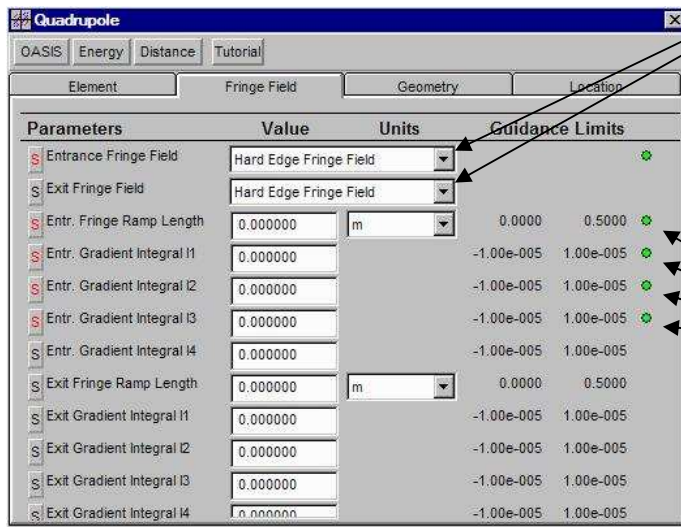 Quadrupole
OASIS Energy Distance Tutorial
Element Fringe Field Geometry Location
Parameters Value Units Guidance Limits
S Entrance Fringe Field Hard Edge Fringe Field
S Exit Fringe Field Hard Edge Fringe Field
S Entr. Fringe Ramp Length 0.000000 m 0.0000 0.5000
S Entr. Gradient Integral I1 0.000000 -1.00e-005 1.00e-005
S Entr. Gradient Integral I2 0.000000 -1.00e-005 1.00e-005
S Entr. Gradient Integral I3 0.000000 -1.00e-005 1.00e-005
S Entr. Gradient Integral I4 0.000000 -1.00e-005 1.00e-005
S Exit Fringe Ramp Length 0.000000 m 0.0000 0.5000
S Exit Gradient Integral I1 0.000000 -1.00e-005 1.00e-005
S Exit Gradient Integral I2 0.000000 -1.00e-005 1.00e-005
S Exit Gradient Integral I3 0.000000 -1.00e-005 1.00e-005
S Exit Gradient Integral I4 0.000000 -1.00e-005 1.00e-005